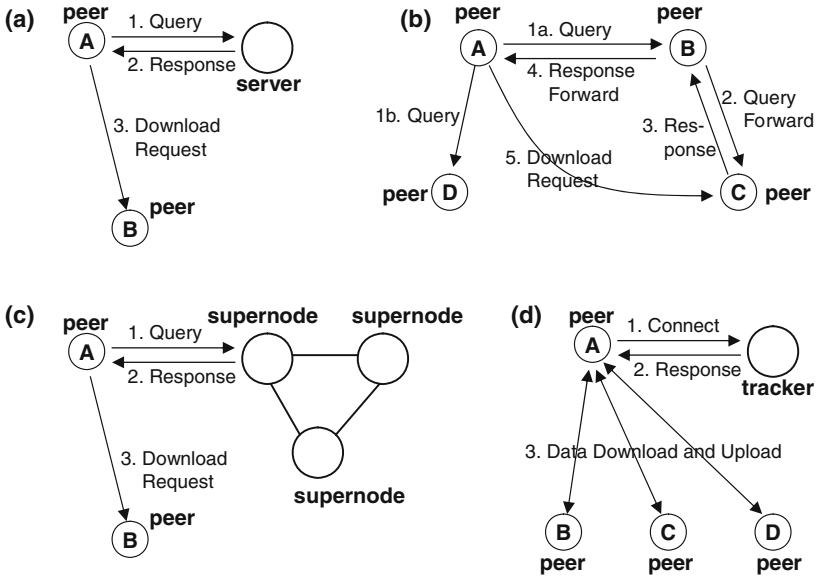 (a)
peer
A
1. Query
2. Response
server
3. Download
Request
peer
B
(b)
peer
A
1a. Query
peer
B
4. Response
Forward
1b. Query
2. Query
Forward
3. Res-
ponse
5. Download
Request
peer D
C peer
(c)
peer
A
1. Query
2. Response
supernode
supernode
supernode
3. Download
Request
peer
B
(d)
peer
A
1. Connect
2. Response
tracker
3. Data Download and Upload
B
peer
C
peer
D
peer